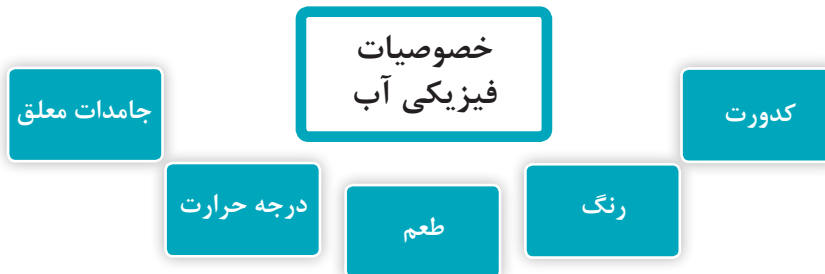 خصوصیات
فیزیکی آب
کدورت
رنگ
طعم
درجه حرارت
جامدات معلق